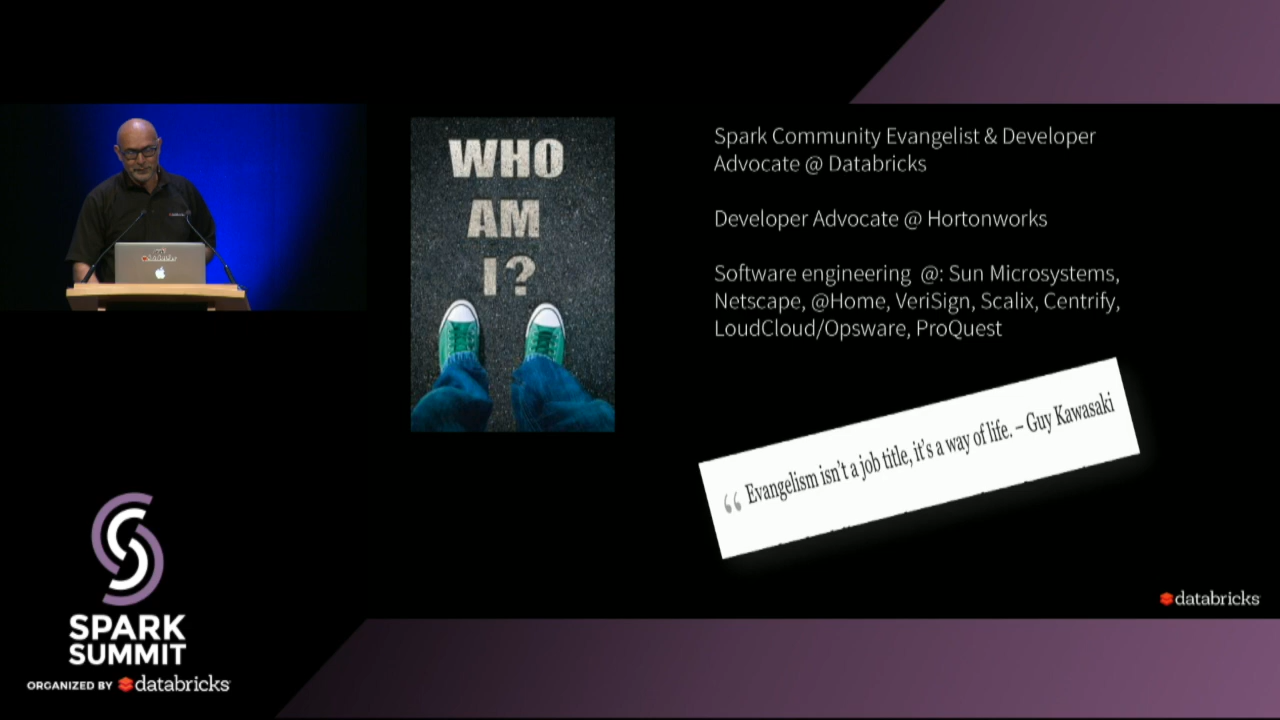 WHO
AM
I?
Spark Community Evangelist & Developer
Advocate @ Databricks
Developer Advocate @ Hortonworks
Software engineering @: Sun Microsystems,
Netscape, @Home, VeriSign, Scalix, Centrify,
LoudCloud/Opsware, ProQuest
“ Evangelism isn't a job title, it's a way of life. – Guy Kawasaki
databricks
SPARK
SUMMIT
ORGANIZED BY databricks